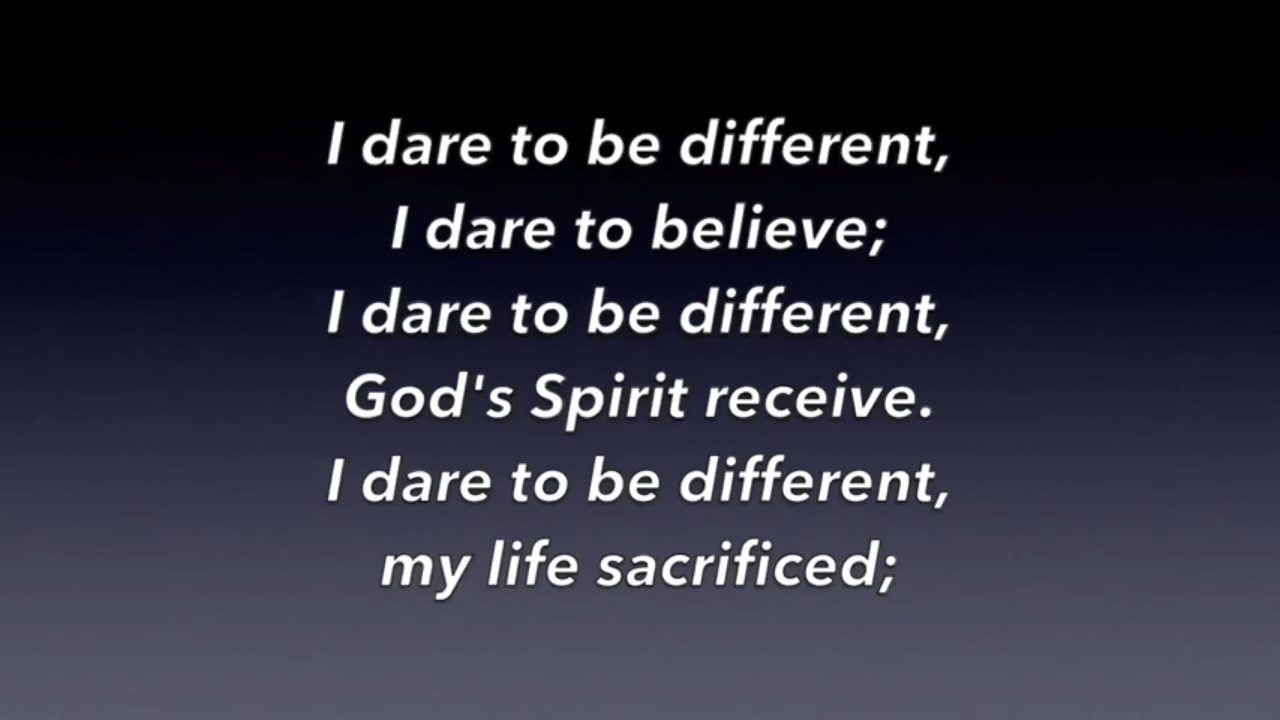 I dare to be different,
I dare to believe;
I dare to be different,
God's Spirit receive.
I dare to be different,
my life sacrificed;